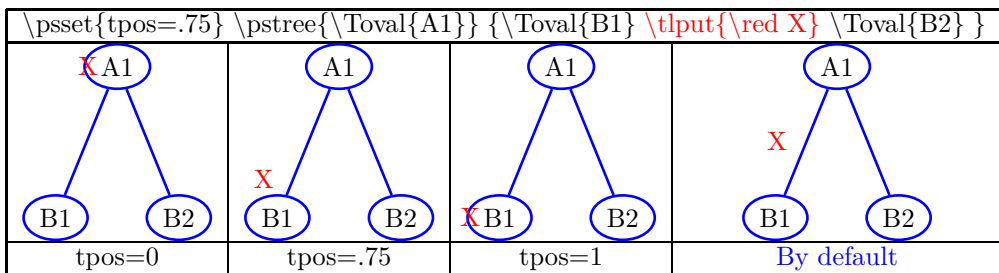 \psset{tpos=.75} \pstree{\Toval{A1}} {\Toval{B1} \tlput{\red X} \Toval{B2} }
X A1 A1 A1 A1
X
X
B1 B2 B1 B2 X B1 B2 B1 B2
tpos=0 tpos=.75 tpos=1 By default